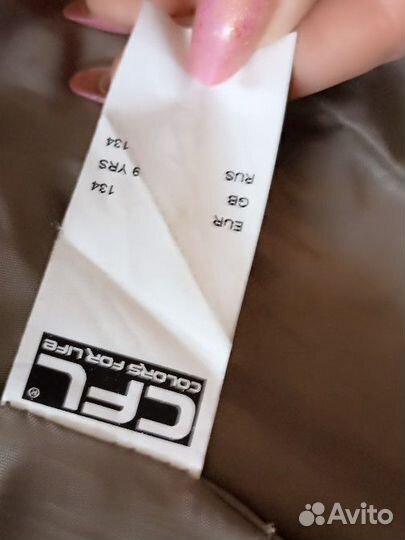 CFL®
COLORS FOR LIFE
EUR 134
GB 9 YRS
RUS 134
Avito